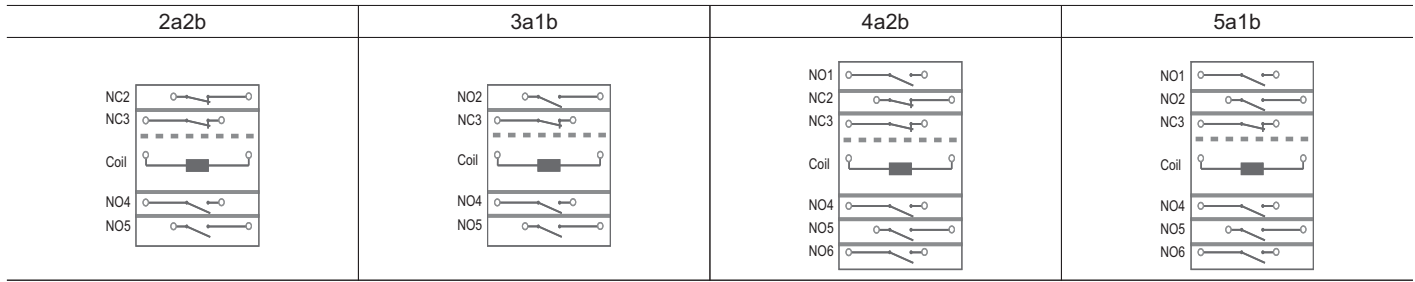 2a2b 3a1b 4a2b 5a1b
NC2
NC3
Coil
NO4
NO5
NO2
NC3
Coil
NO4
NO5
NO1
NC2
NC3
Coil
NO4
NO5
NO6
NO1
NO2
NC3
Coil
NO4
NO5
NO6